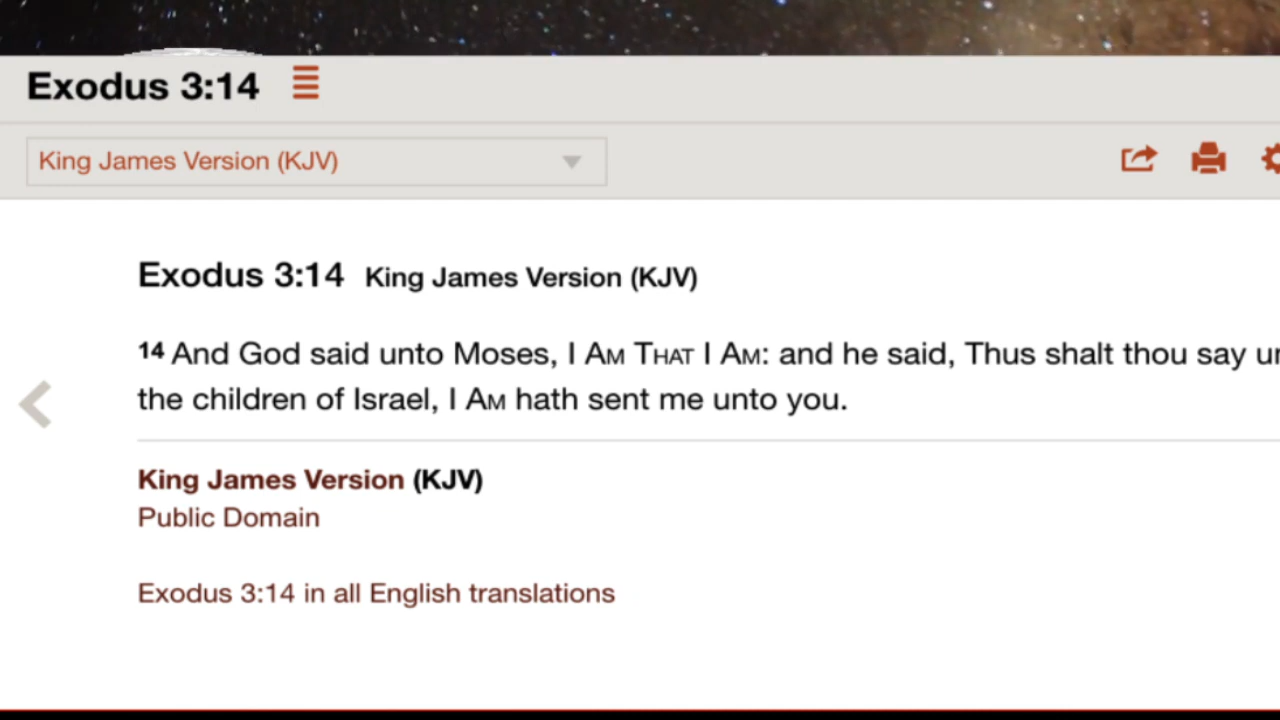 Exodus 3:14
King James Version (KJV)
Exodus 3:14 King James Version (KJV)
14 And God said unto Moses, I Am That I Am: and he said, Thus shalt thou say
the children of Israel, I Am hath sent me unto you.
King James Version (KJV)
Public Domain
Exodus 3:14 in all English translations